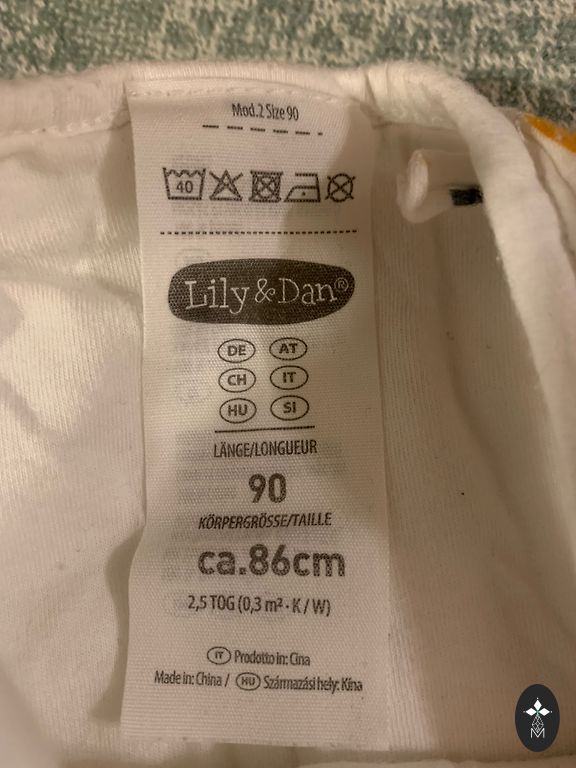 Mod.2 Size 90
40
Lily&Dan®
DE AT
CH IT
HU SI
LÄNGE/LONGUEUR
90
KÖRPERGRÖSSE/TAILLE
ca.86cm
2,5 TOG (0,3 m² · K / W)
IT Prodotto in: Cina
Made in: China / HU Származási hely: Kína
M